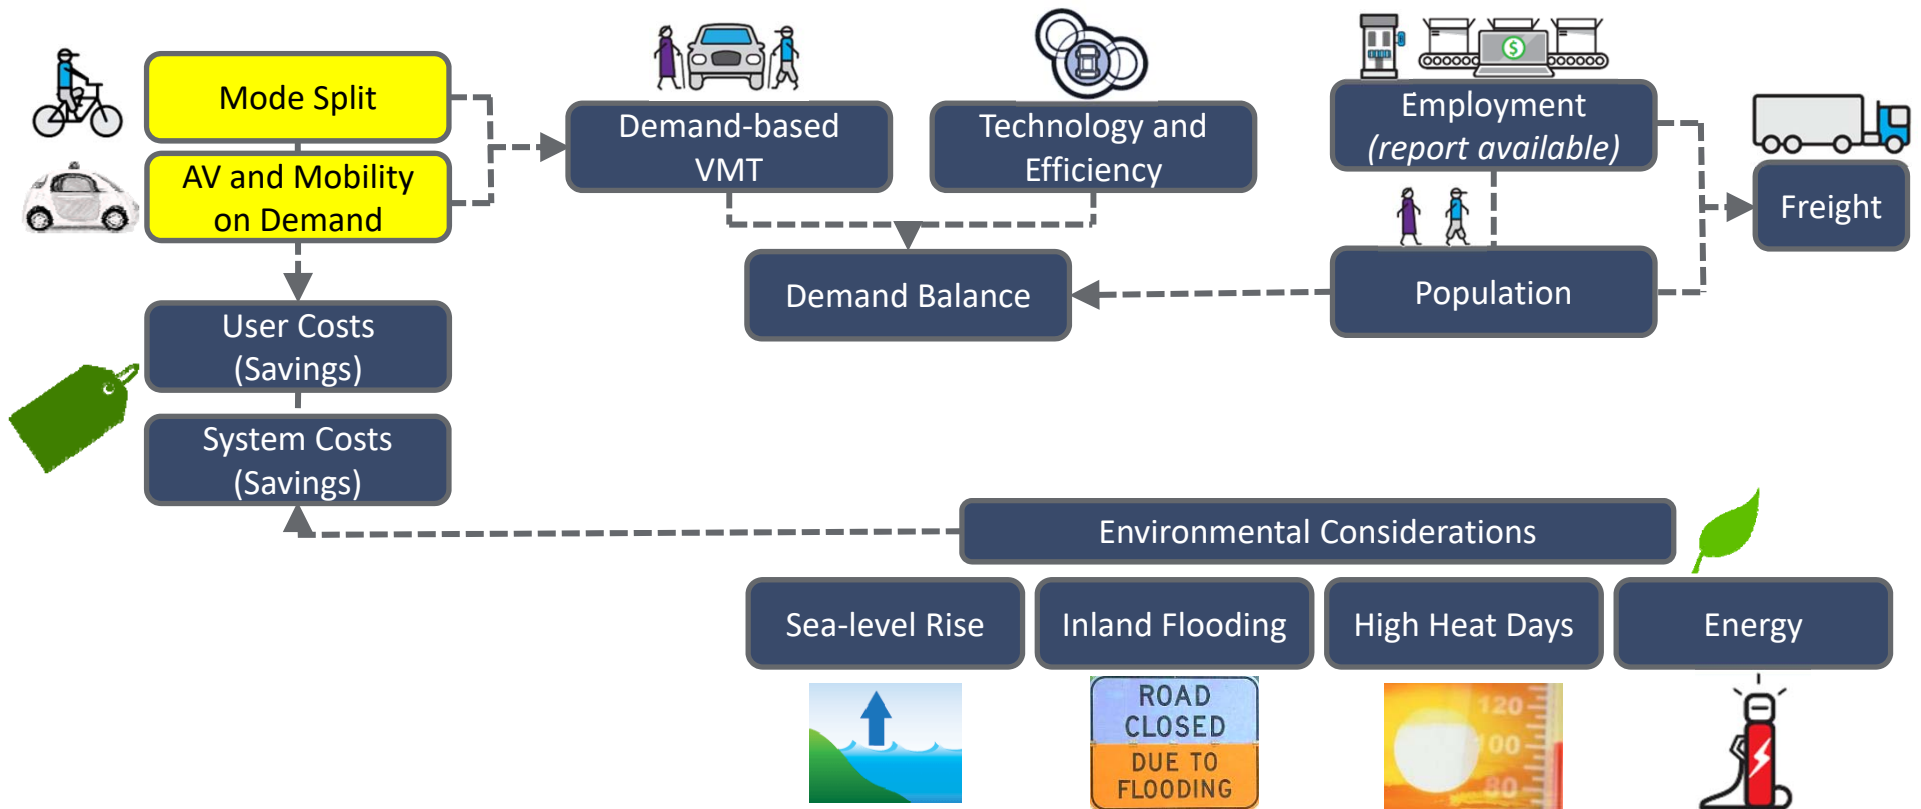 Mode Split
AV and Mobility
on Demand
Demand-based
VMT
Technology and
Efficiency
$
Employment
(report available)
Freight
Demand Balance
Population
User Costs
(Savings)
System Costs
(Savings)
Environmental Considerations
Sea-level Rise
Inland Flooding
High Heat Days
Energy
ROAD
CLOSED
DUE TO
FLOODING
120
100
80